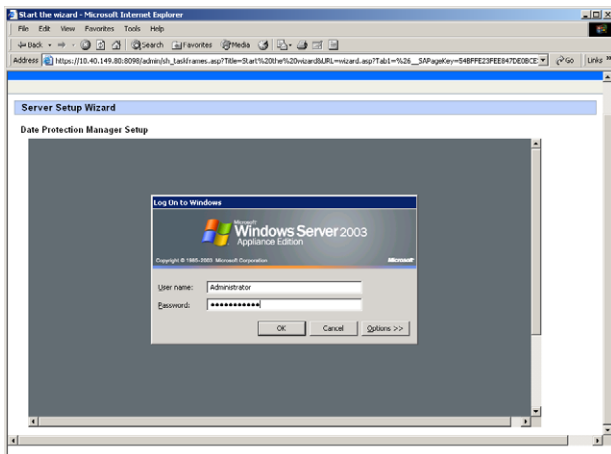 Start the wizard - Microsoft Internet Explorer
File Edit View Favorites Tools Help
Back Search Favorites Media
Address https://10.40.149.80:8098/admin/sh_taskframes.asp?Title=Start%20the%20wizard&URL=wizard.asp?Tab1=%26__SAPageKey=54BFFE23FEE847DE0BCE Go Links »
Server Setup Wizard
Date Protection Manager Setup
Log On to Windows
Microsoft
Windows Server 2003
Appliance Edition
Copyright © 1985-2003 Microsoft Corporation Microsoft
User name: Administrator
Password: ●●●●●●●●●●●
OK Cancel Options >>